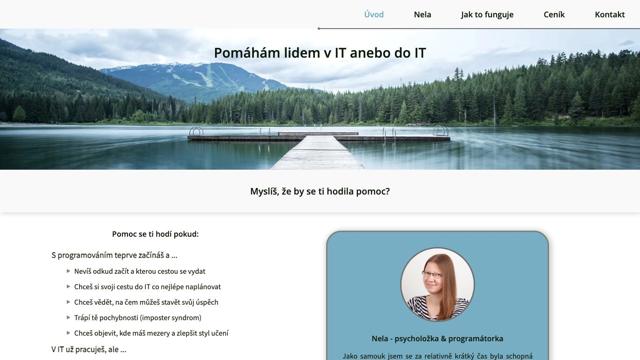 Úvod Nela Jak to funguje Ceník Kontakt
Pomáhám lidem v IT anebo do IT
Myslíš, že by se ti hodila pomoc?
Pomoc se ti hodí pokud:
S programováním teprve začínáš a ...
Nevíš odkud začít a kterou cestou se vydat
Chceš si svoji cestu do IT co nejlépe naplánovat
Chceš vědět, na čem můžeš stavět svůj úspěch
Trápí tě pochybnosti (imposter syndrom)
Chceš objevit, kde máš mezery a zlepšit styl učení
V IT už pracuješ, ale ...
Nela - psycholožka & programátorka
Jako samouk jsem se za relativně krátký čas byla schopná